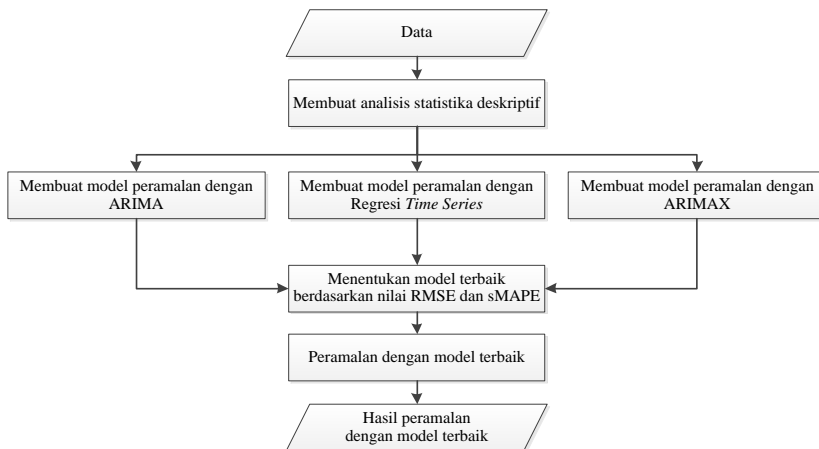 Data
Membuat analisis statistika deskriptif
Membuat model peramalan dengan
ARIMA
Membuat model peramalan dengan
Regresi Time Series
Membuat model peramalan dengan
ARIMAX
Menentukan model terbaik
berdasarkan nilai RMSE dan sMAPE
Peramalan dengan model terbaik
Hasil peramalan
dengan model terbaik